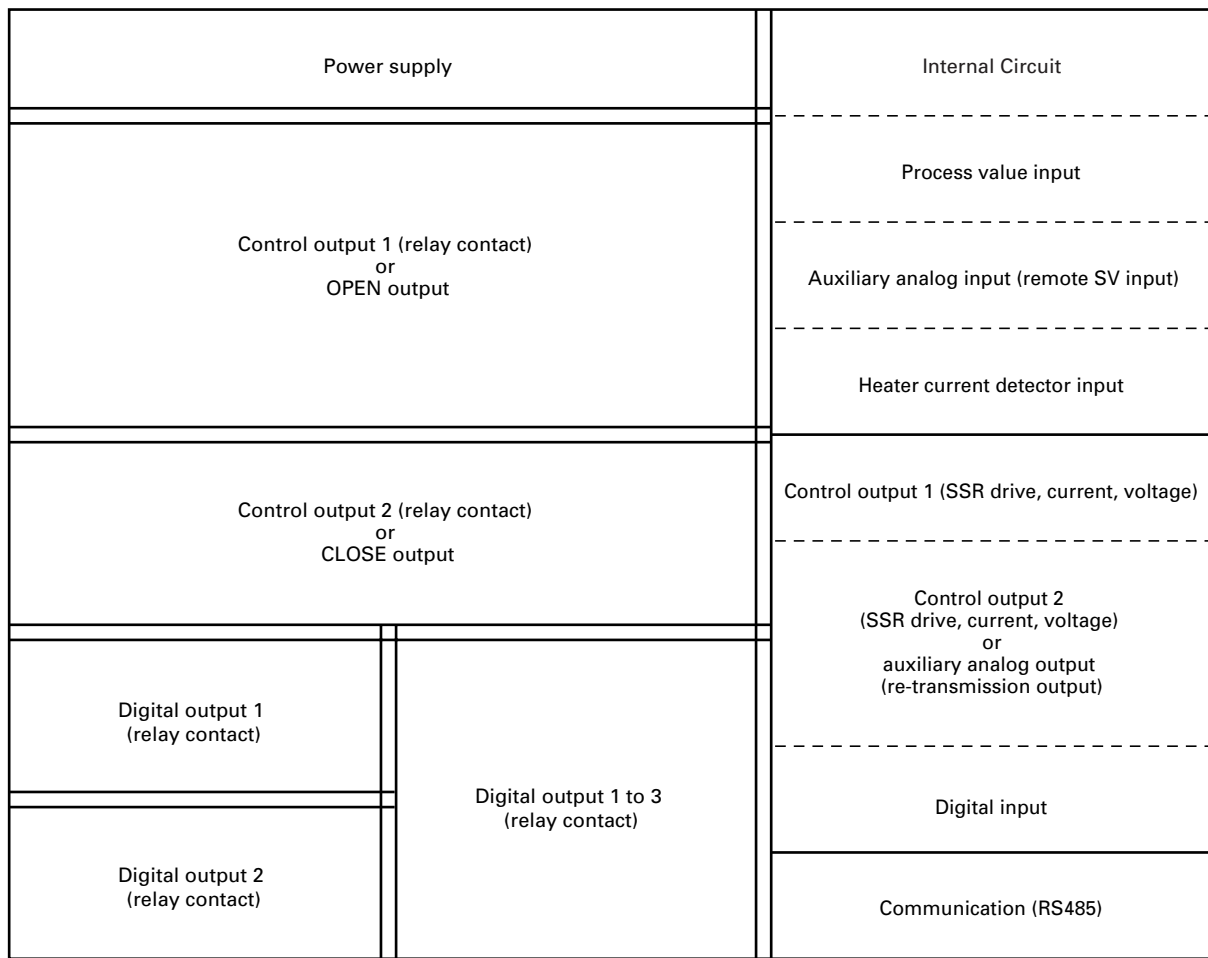 Power supply
Control output 1 (relay contact)
or
OPEN output
Control output 2 (relay contact)
or
CLOSE output
Digital output 1
(relay contact)
Digital output 2
(relay contact)
Digital output 1 to 3
(relay contact)
Internal Circuit
Process value input
Auxiliary analog input (remote SV input)
Heater current detector input
Control output 1 (SSR drive, current, voltage)
Control output 2
(SSR drive, current, voltage)
or
auxiliary analog output
(re-transmission output)
Digital input
Communication (RS485)